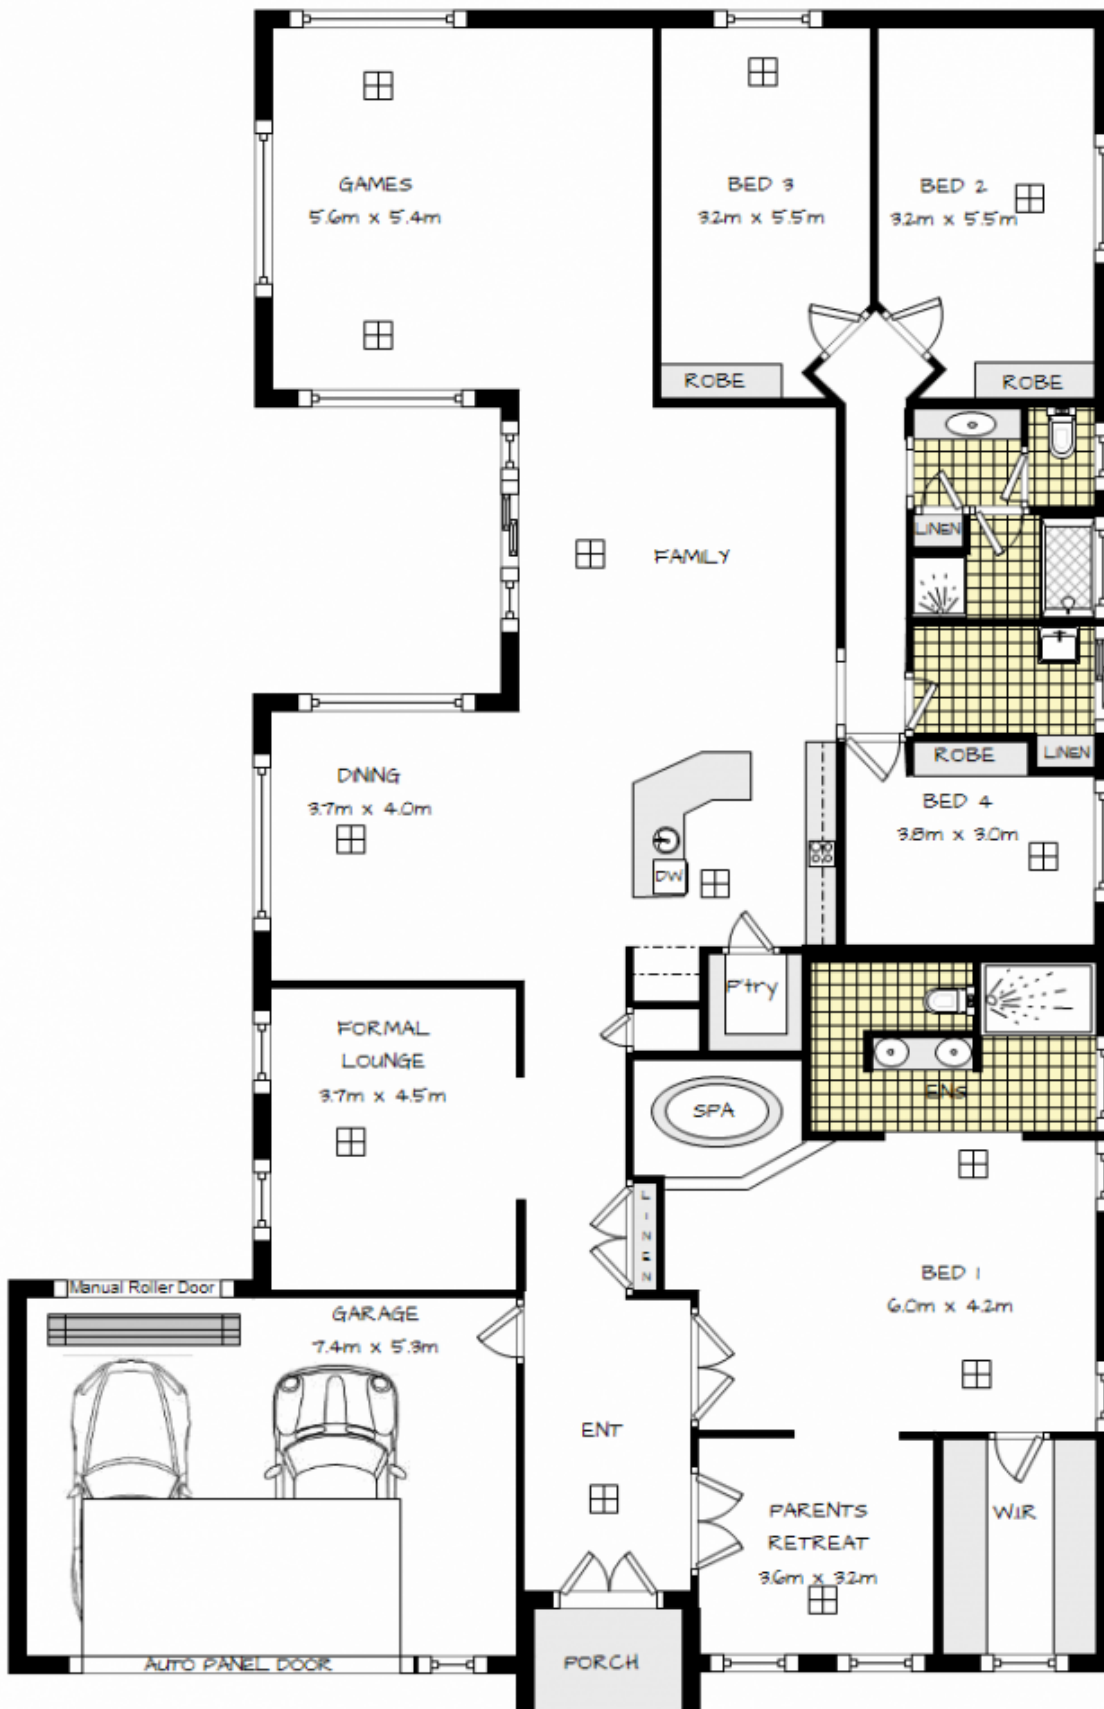 GAMES
5.6m x 5.4m
BED 3
3.2m x 5.5m
BED 2
3.2m x 5.5m
ROBE
ROBE
LINEN
FAMILY
ROBE
LINEN
DINING
3.7m x 4.0m
BED 4
3.8m x 3.0m
DW
P'try
FORMAL
LOUNGE
3.7m x 4.5m
ENS
SPA
LINEN
BED 1
6.0m x 4.2m
Manual Roller Door
GARAGE
7.4m x 5.3m
ENT
PARENTS
RETREAT
3.6m x 3.2m
W.I.R
AUTO PANEL DOOR
PORCH